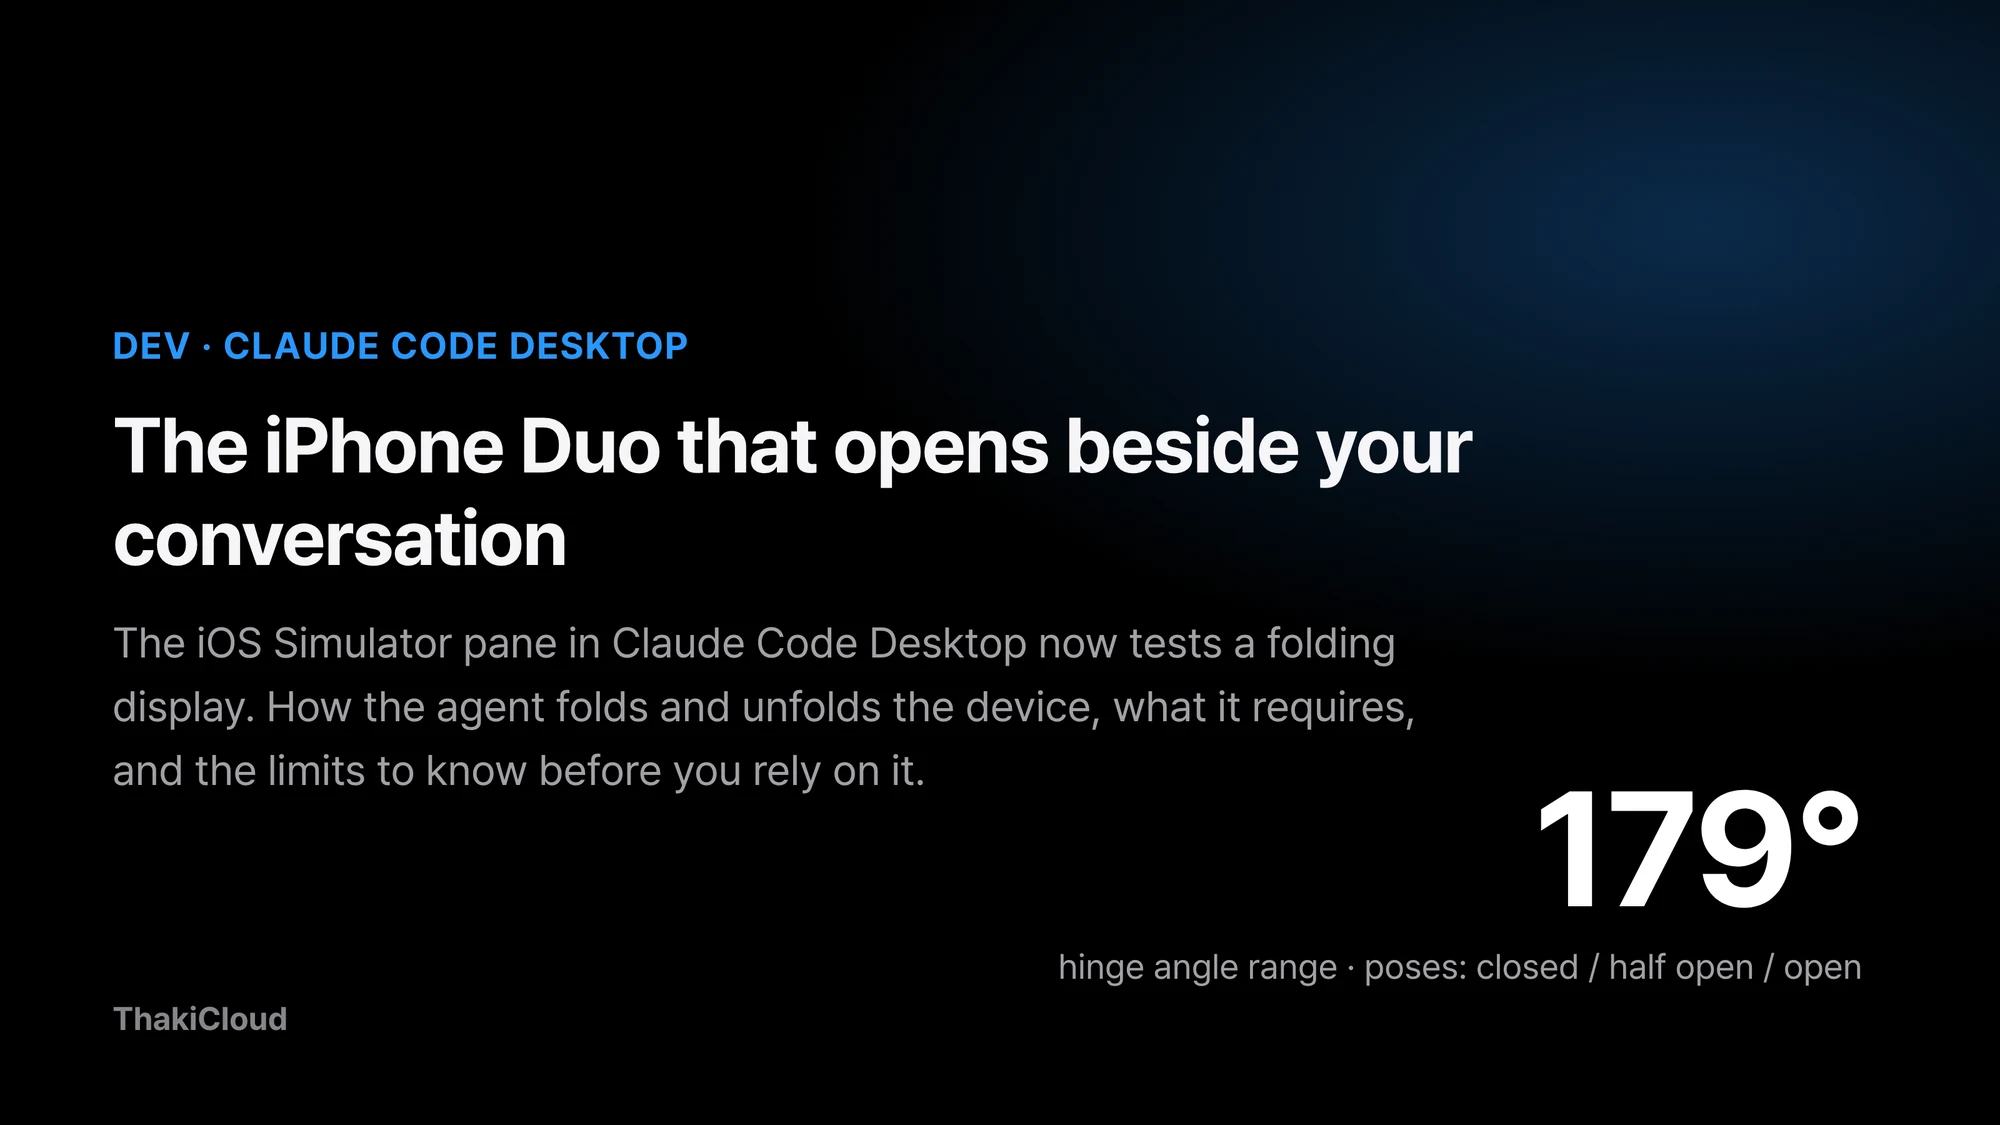 DEV · CLAUDE CODE DESKTOP
The iPhone Duo that opens beside your
conversation
The iOS Simulator pane in Claude Code Desktop now tests a folding
display. How the agent folds and unfolds the device, what it requires,
and the limits to know before you rely on it.
179°
hinge angle range · poses: closed / half open / open
ThakiCloud